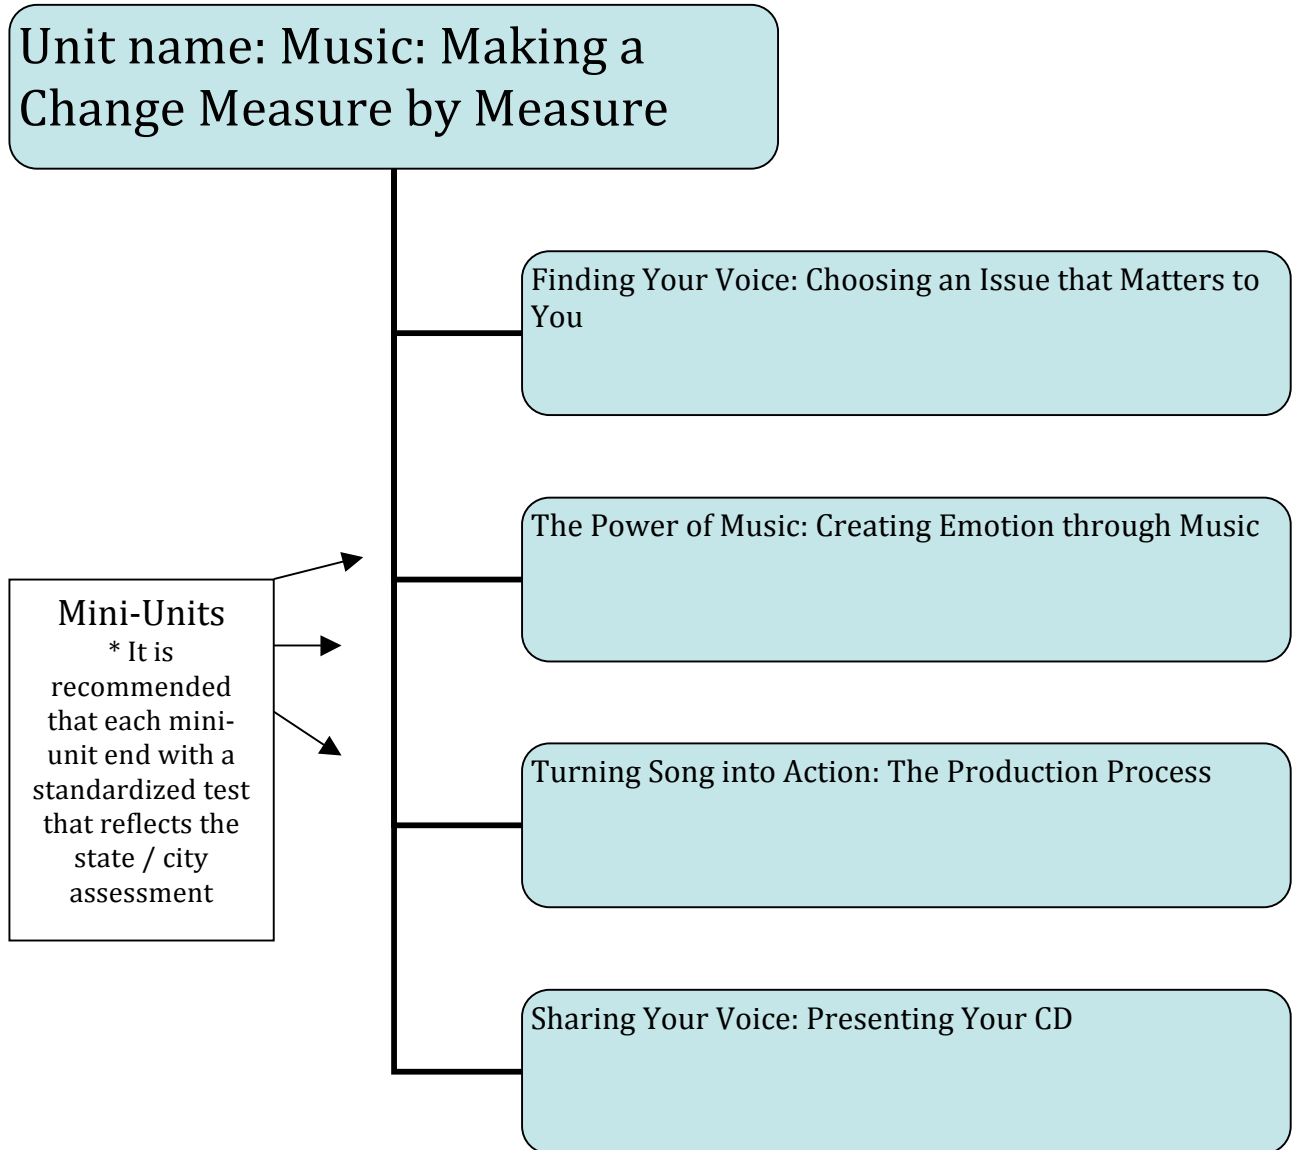 Unit name: Music: Making a
Change Measure by Measure
Finding Your Voice: Choosing an Issue that Matters to
You
The Power of Music: Creating Emotion through Music
Mini-Units
* It is
recommended
that each mini-
unit end with a
standardized test
that reflects the
state / city
assessment
Turning Song into Action: The Production Process
Sharing Your Voice: Presenting Your CD